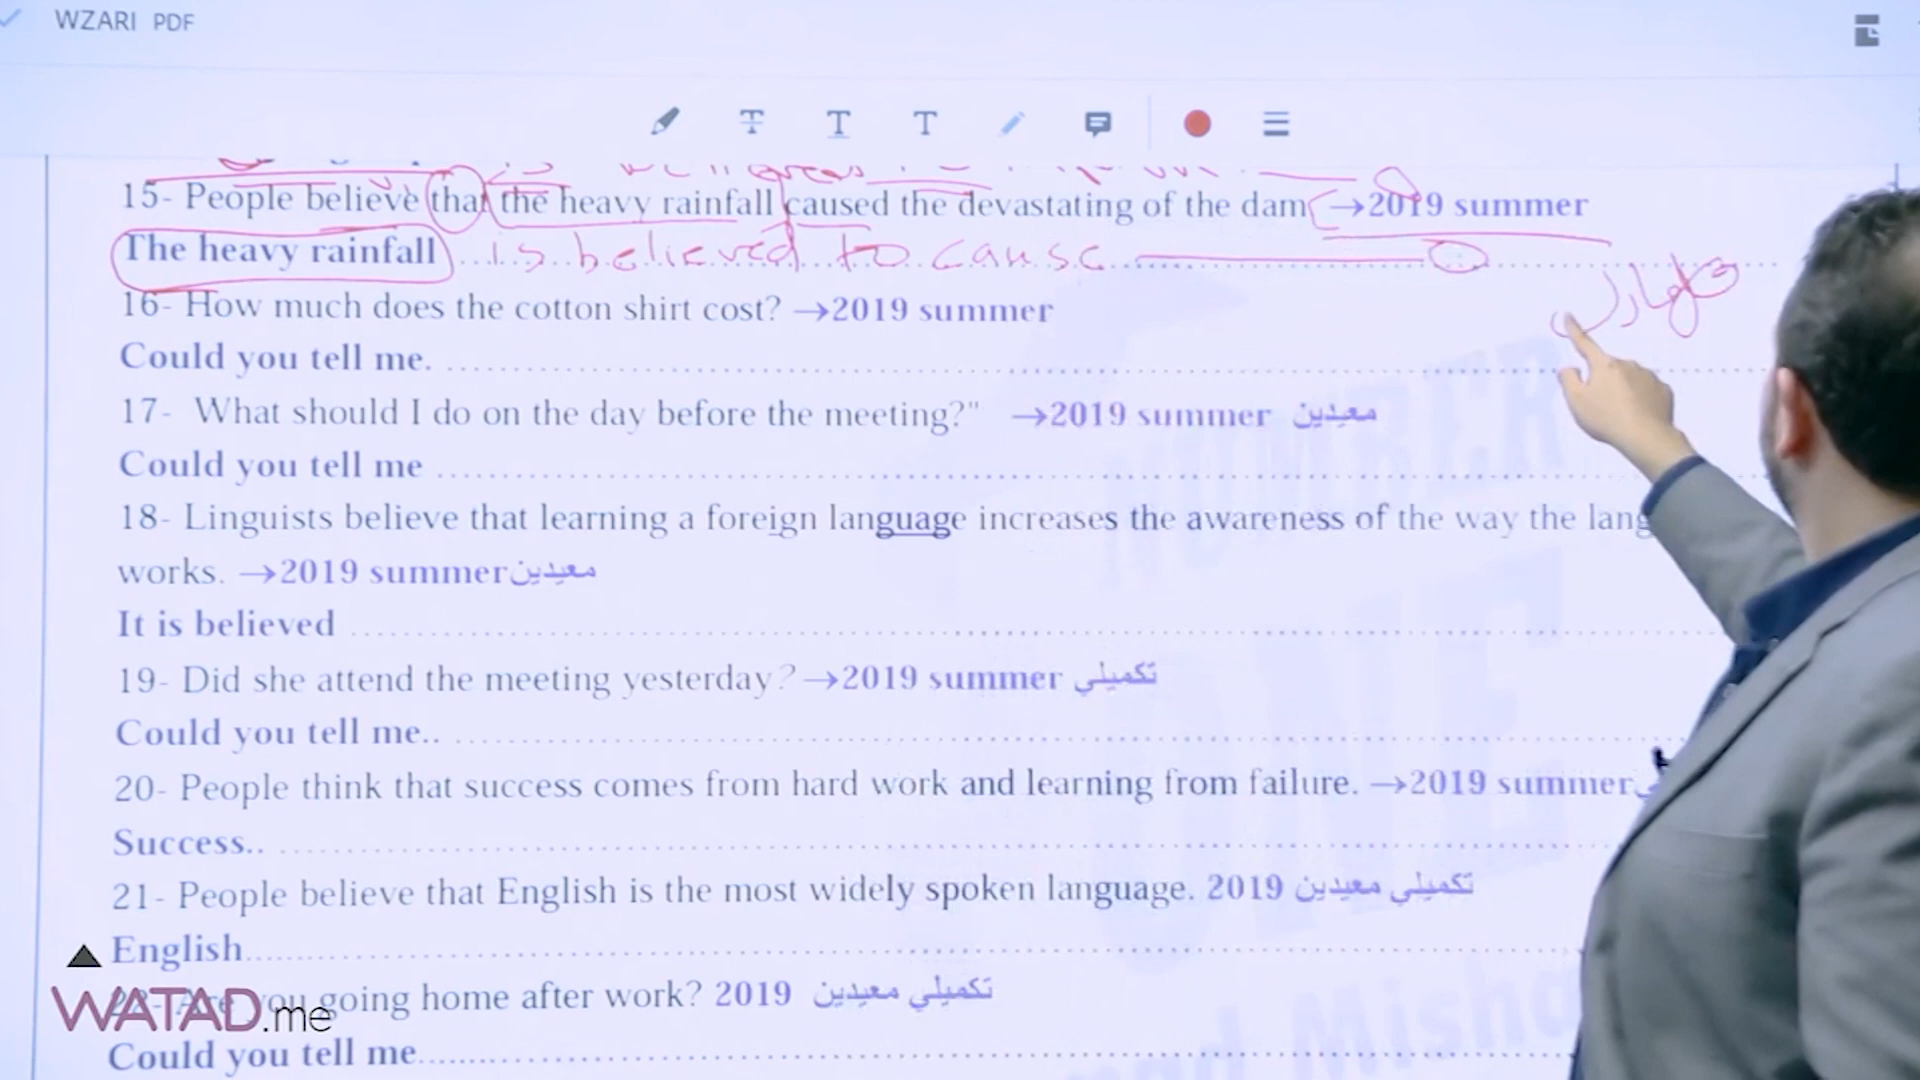 WZARI PDF
15- People believe that the heavy rainfall caused the devastating of the dam →2019 summer
The heavy rainfall ...is believed to cause
16- How much does the cotton shirt cost? →2019 summer
Could you tell me. ........
17- What should I do on the day before the meeting?" →2019 summer معيدين
Could you tell me ........
18- Linguists believe that learning a foreign language increases the awareness of the way the lang
works. →2019 summer معيدين
It is believed ........
19- Did she attend the meeting yesterday? →2019 summer تكميلي
Could you tell me.. ........
20- People think that success comes from hard work and learning from failure. →2019 summer
Success.. ........
21- People believe that English is the most widely spoken language. 2019 تكميلي معيدين
English........
22- Are you going home after work? 2019 تكميلي معيدين
WATAD.me
Could you tell me........
NUMBER
ONE